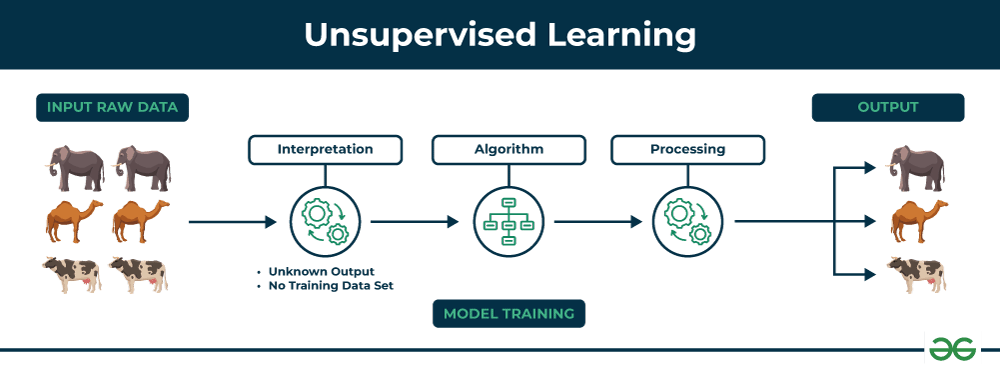 Unsupervised Learning
INPUT RAW DATA
OUTPUT
Interpretation
Algorithm
Processing
• Unknown Output
• No Training Data Set
MODEL TRAINING